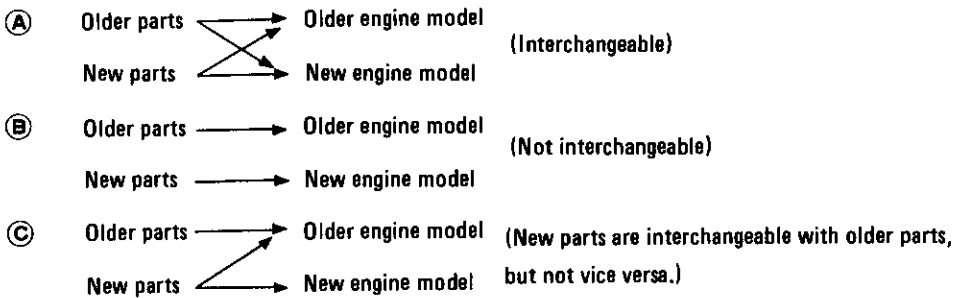 Ⓐ Older parts Older engine model
(Interchangeable)
New parts New engine model
Ⓑ Older parts Older engine model
(Not interchangeable)
New parts New engine model
Ⓒ Older parts Older engine model (New parts are interchangeable with older parts,
New parts New engine model but not vice versa.)